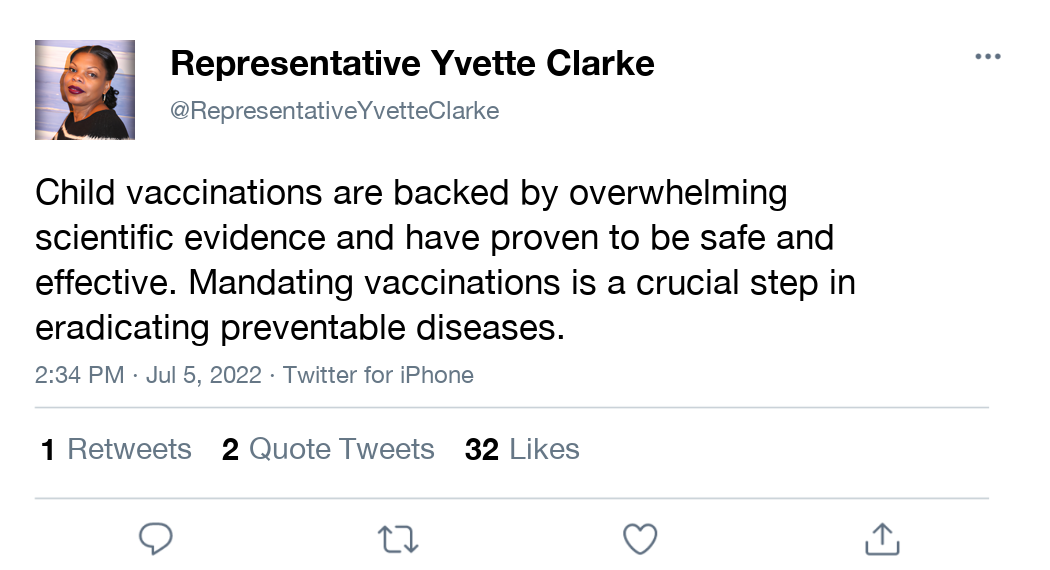 Representative Yvette Clarke
@RepresentativeYvetteClarke
Child vaccinations are backed by overwhelming
scientific evidence and have proven to be safe and
effective. Mandating vaccinations is a crucial step in
eradicating preventable diseases.
2:34 PM · Jul 5, 2022 · Twitter for iPhone
1 Retweets 2 Quote Tweets 32 Likes